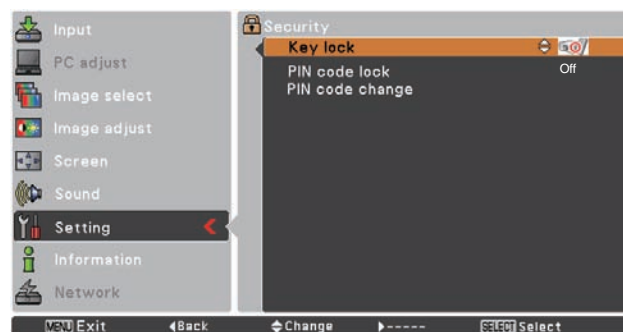 Input
PC adjust
Image select
Image adjust
Screen
Sound
Setting
Information
Network
Security
Key lock
PIN code lock Off
PIN code change
MENU Exit ◀Back Change ▶----- SELECT Select